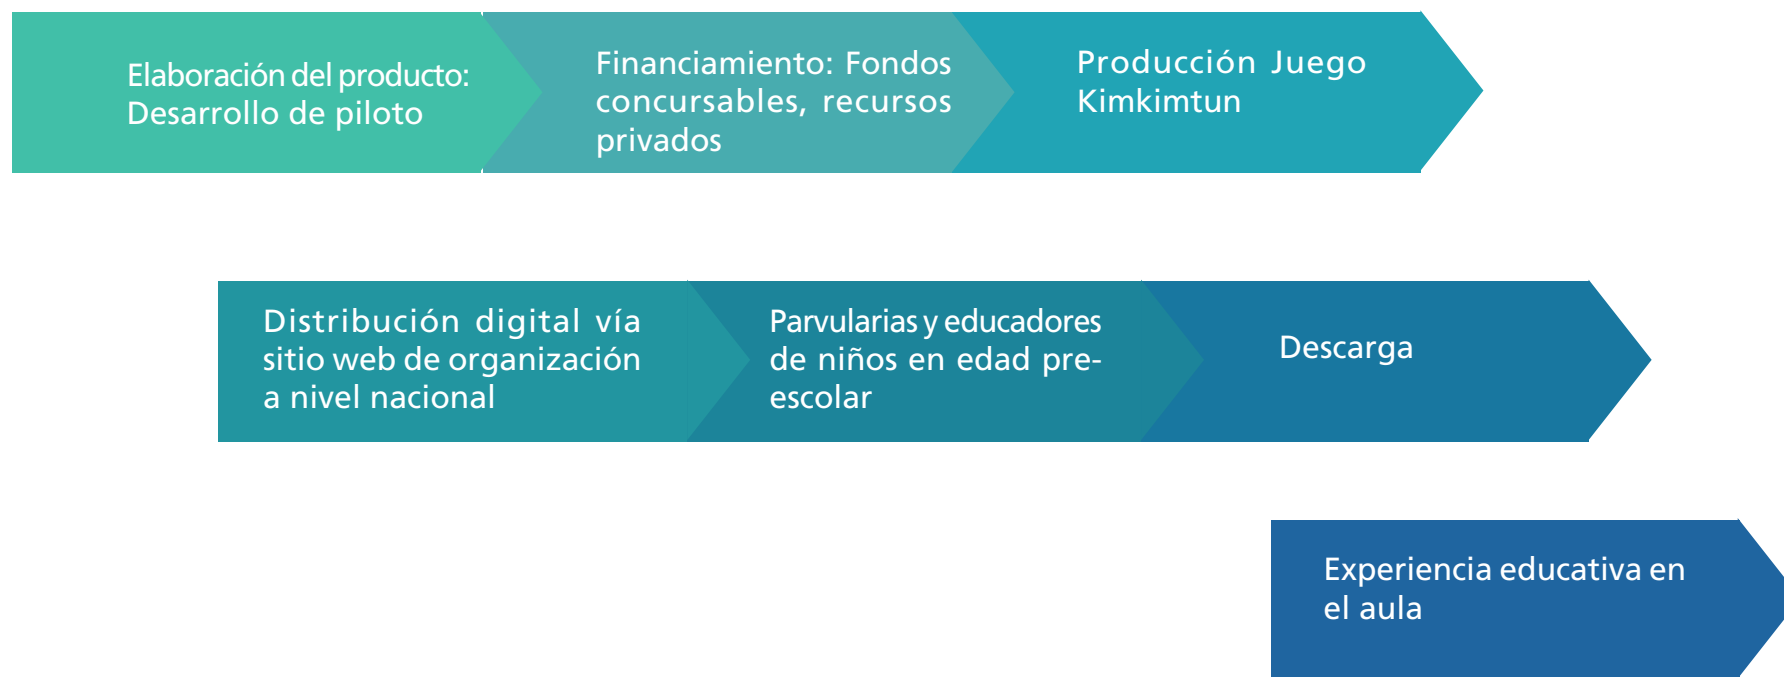 Elaboración del producto:
Desarrollo de piloto
Financiamiento: Fondos
concursables, recursos
privados
Producción Juego
Kimkimtun
Distribución digital vía
sitio web de organización
a nivel nacional
Parvularias y educadores
de niños en edad pre-
escolar
Descarga
Experiencia educativa en
el aula